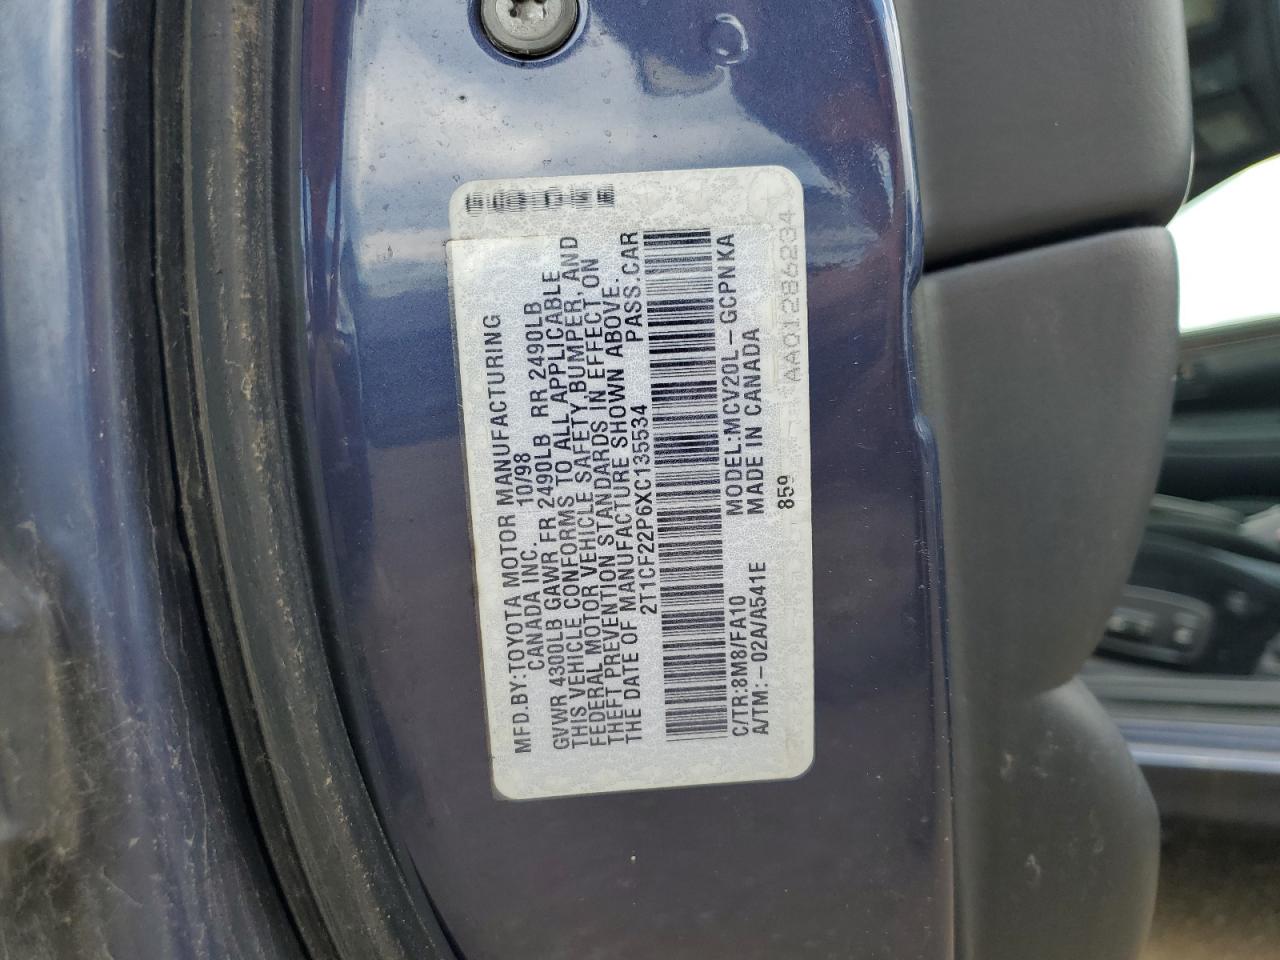 MFD.BY:TOYOTA MOTOR MANUFACTURING
CANADA INC. 10/98
GVWR 4300LB GAWR FR 2490LB RR 2490LB
THIS VEHICLE CONFORMS TO ALL APPLICABLE
FEDERAL MOTOR VEHICLE SAFETY,BUMPER, AND
THEFT PREVENTION STANDARDS IN EFFECT ON
THE DATE OF MANUFACTURE SHOWN ABOVE.
2T1CF22P6XC135534 PASS.CAR
C/TR:8M8/FA10 MODEL:MCV20L-GCPNKA
A/TM:-02A/A541E MADE IN CANADA
859
AA01286234